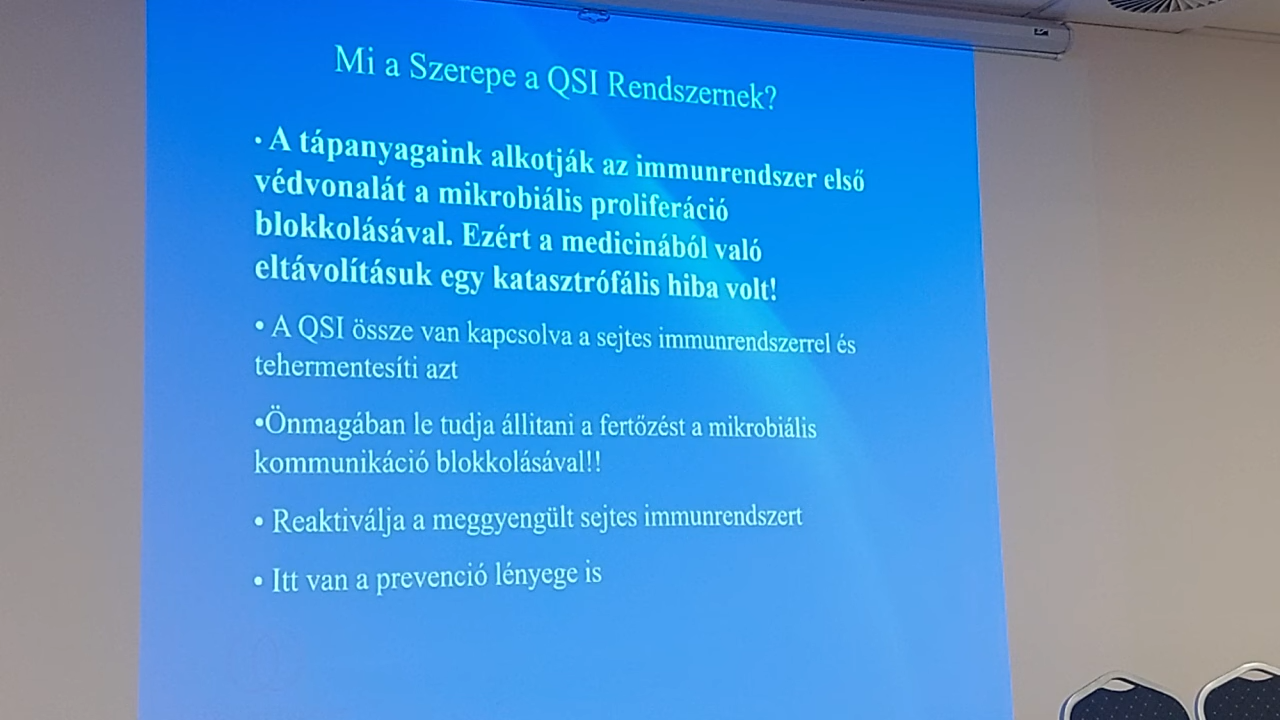 Mi a Szerepe a QSI Rendszernek?
• A tápanyagaink alkotják az immunrendszer első
védvonalát a mikrobiális proliferáció
blokkolásával. Ezért a medicinából való
eltávolításuk egy katasztrófális hiba volt!
• A QSI össze van kapcsolva a sejtes immunrendszerrel és
tehermentesíti azt
•Önmagában le tudja állitani a fertőzést a mikrobiális
kommunikáció blokkolásával!!
• Reaktiválja a meggyengült sejtes immunrendszert
• Itt van a prevenció lényege is